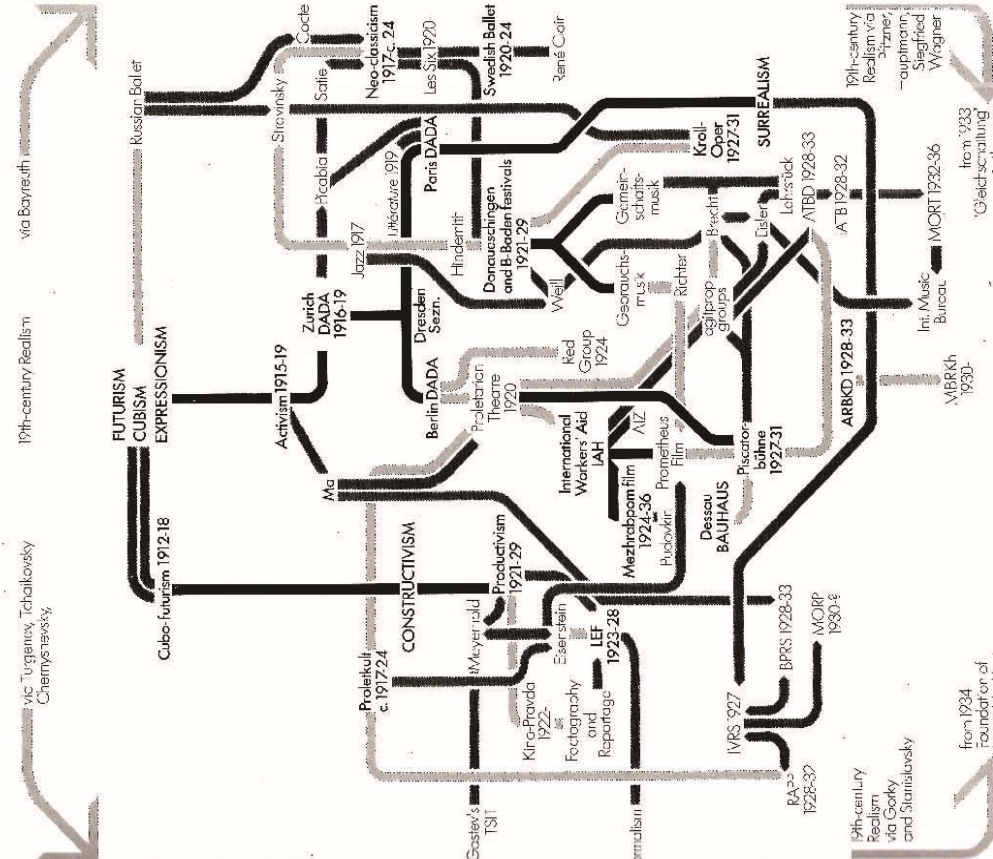 via Turgenev, Tchaikovsky
Chernyshevsky,
19th-century Realism
via Bayreuth
FUTURISM
CUBISM
EXPRESSIONISM
Russian Ballet
Cubo-futurism 1912-18
Activism 1915-19
Stravinsky
Cocte
Zurich
DADA
1916-19
Picabia
Satie
Ma
Jazz 1917
Neo-classicism
1917-c. 24
Proletkult
c. 1917-24
CONSTRUCTIVISM
Littérature 1919
Dresden
Sezn.
Paris DADA
Les Six 1920
Berlin DADA
Hindemith
Gastev's
TSIT
Meyerhold
Productivism
1921-29
Proletarian
Theatre
1920
Donaueschingen
and B-Baden festivals
1921-29
Swedish Ballet
1920-24
Kino-Pravda
1922-
Eisenstein
Red
Group
1924
Weill
René Clair
Factography
and
Reportage
LEF
1923-28
International
Workers' Aid
IAH
AIZ
Gebrauchs-
musik
Gemein-
schafts-
musik
ormalism
Mezhrabpom film
1924-36
Pudovkin
Prometheus
Film
Richter
Kroll-
Oper
1927-31
Dessau
BAUHAUS
Piscator-
bühne
1927-31
agitprop
groups
Brecht
Eisler
Lehrstück
SURREALISM
IVRS 1927
BPRS 1928-33
MORP
RAPP
1928-32
ATBD 1928-33
IATB 1928-32
ARBKD 1928-33
19th-century
Realism
via Gorky
and Stanislavsky
19th-century
Realism via
Pfitzner,
Hauptmann,
Siegfried
Wagner
Int. Music
Bureau
MORT 1932-36
MBRKh
1930-
from 1934
Foundation of
from 1933
'Gleichschaltung'